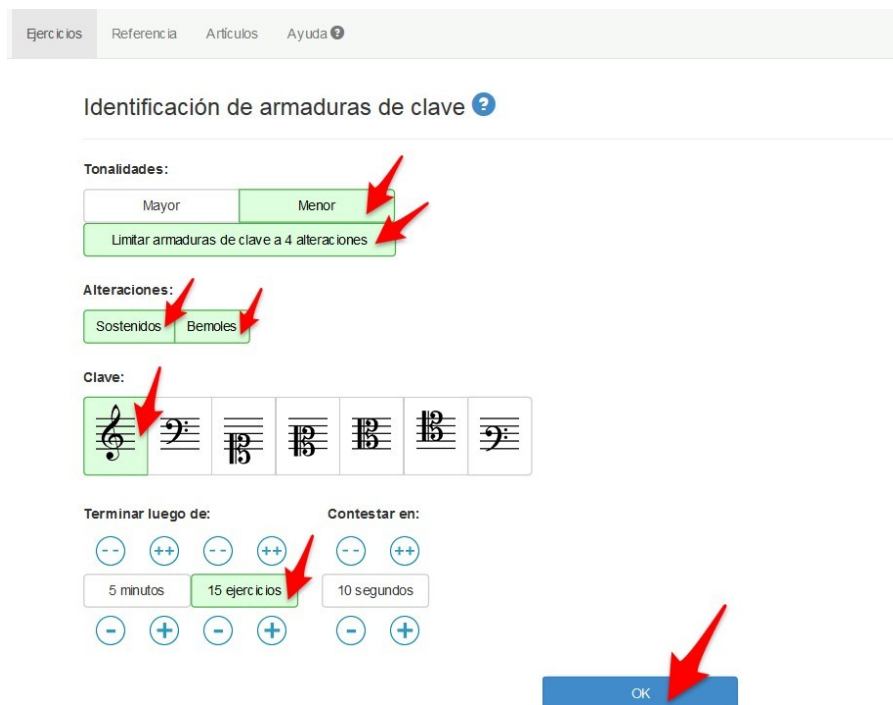 Ejercicios Referencia Artículos Ayuda ?
Identificación de armaduras de clave ?
Tonalidades:
Mayor Menor
Limitar armaduras de clave a 4 alteraciones
Alteraciones:
Sostenidos Bemoles
Clave:
Terminar luego de: Contestar en:
-- ++ -- ++ -- ++
5 minutos 15 ejercicios 10 segundos
- + - + - +
OK